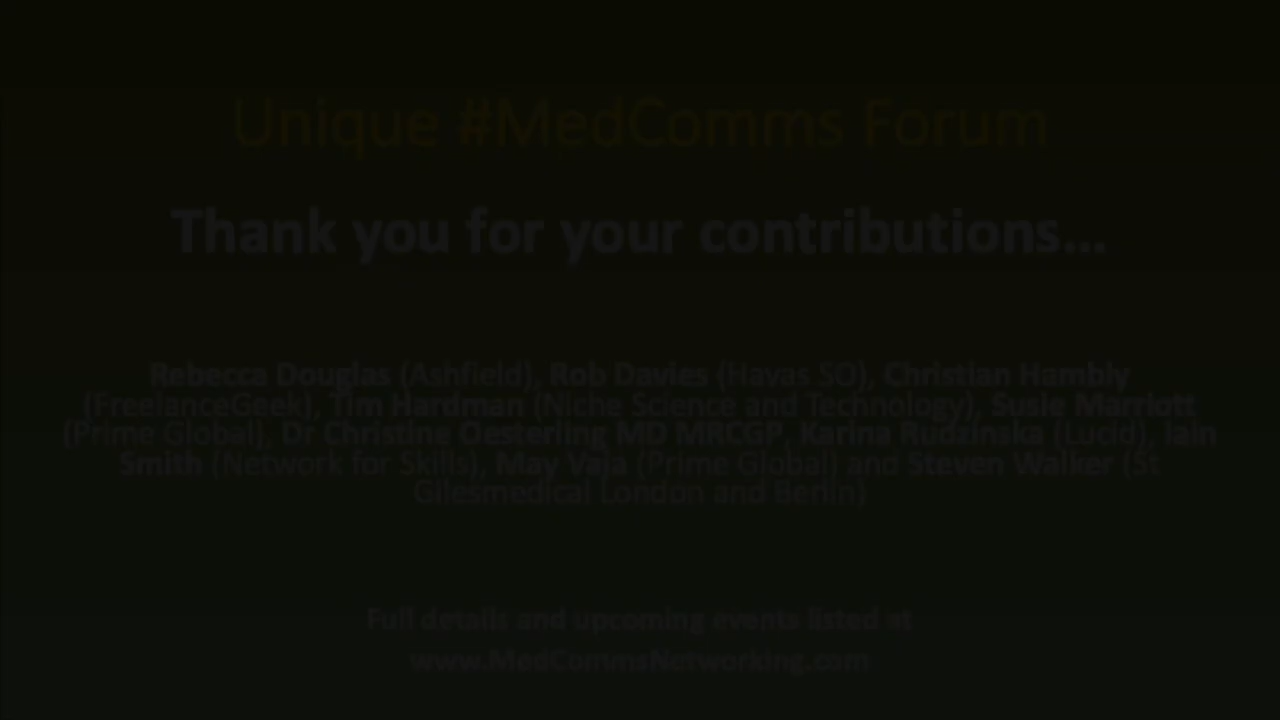 Unique #MedComms Forum
Thank you for your contributions...
Rebecca Douglas (Ashfield), Rob Davies (Havas SO), Christian Hambly
(FreelanceGeek), Tim Hardman (Niche Science and Technology), Susie Marriott
(Prime Global), Dr Christine Oesterling MD MRCGP, Karina Rudzinska (Lucid), Iain
Smith (Network for Skills), May Vaja (Prime Global) and Steven Walker (St
Gilesmedical London and Berlin)
Full details and upcoming events listed at
www.MedCommsNetworking.com